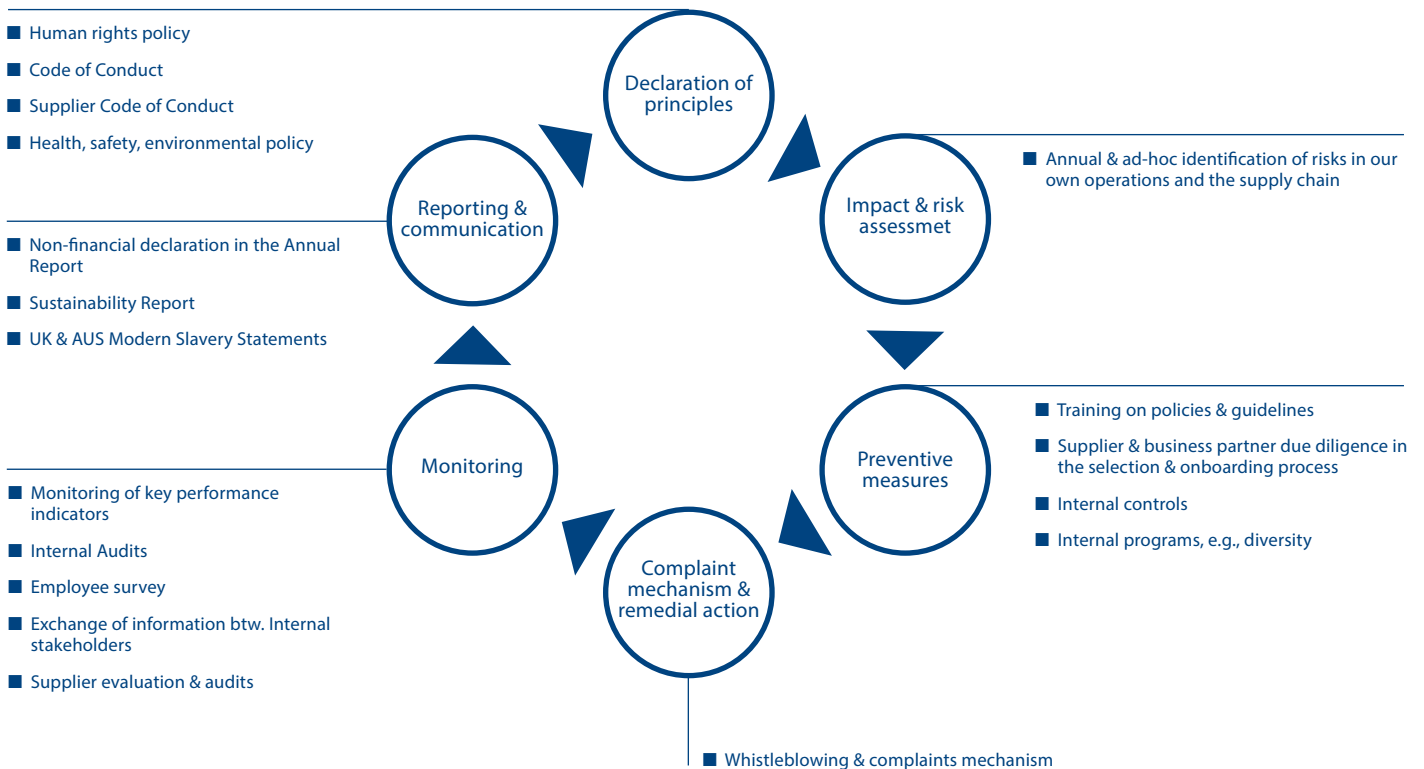 Human rights policy
Code of Conduct
Supplier Code of Conduct
Health, safety, environmental policy
Declaration of
principles
Annual & ad-hoc identification of risks in our
own operations and the supply chain
Impact & risk
assessmet
Reporting &
communication
Non-financial declaration in the Annual
Report
Sustainability Report
UK & AUS Modern Slavery Statements
Training on policies & guidelines
Supplier & business partner due diligence in
the selection & onboarding process
Internal controls
Internal programs, e.g., diversity
Preventive
measures
Monitoring
Monitoring of key performance
indicators
Internal Audits
Employee survey
Exchange of information btw. Internal
stakeholders
Supplier evaluation & audits
Complaint
mechanism &
remedial action
Whistleblowing & complaints mechanism